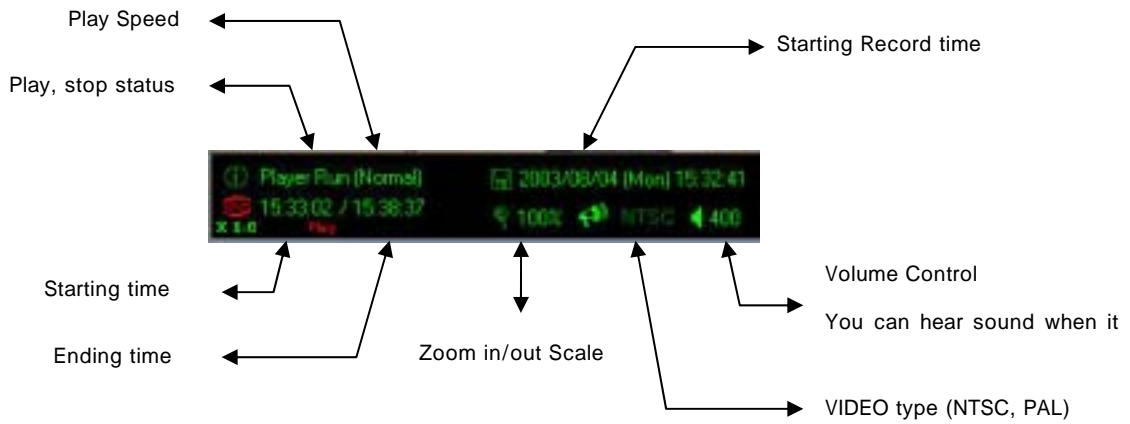 Play Speed
Starting Record time
Play, stop status
Player Run (Normal)
2003/08/04 (Mon) 15:32:41
15:33:02 / 15:38:37
100%
NTSC
400
X 1.0
Play
Starting time
Volume Control
You can hear sound when it
Ending time
Zoom in/out Scale
VIDEO type (NTSC, PAL)